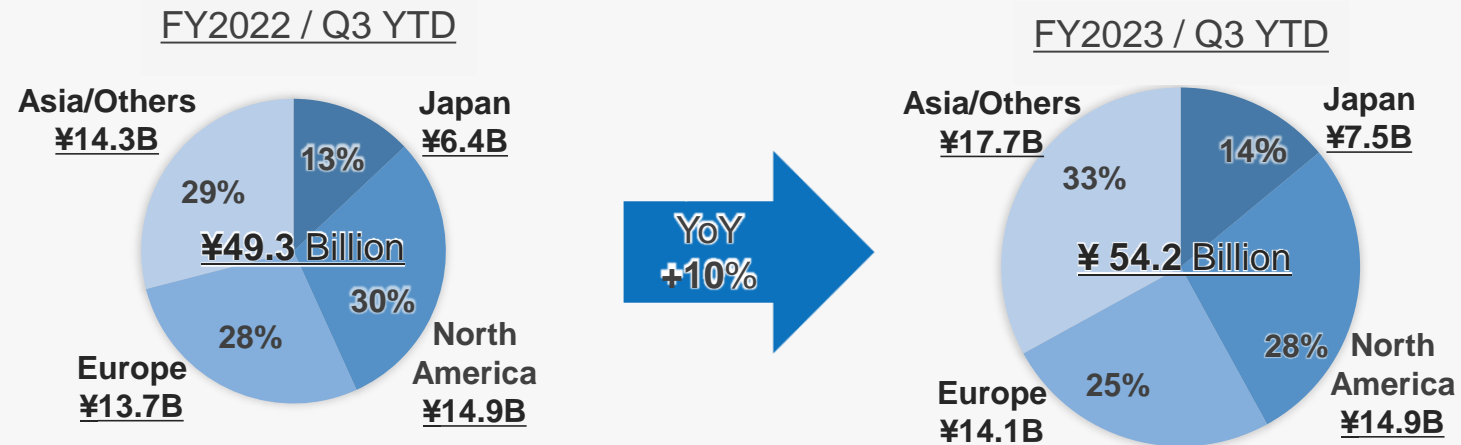 FY2022 / Q3 YTD
Asia/Others
¥14.3B
Japan
¥6.4B
13%
29%
¥49.3 Billion
30%
28%
North
America
¥14.9B
Europe
¥13.7B
YoY
+10%
FY2023 / Q3 YTD
Asia/Others
¥17.7B
Japan
¥7.5B
14%
33%
¥ 54.2 Billion
28%
25%
North
America
¥14.9B
Europe
¥14.1B